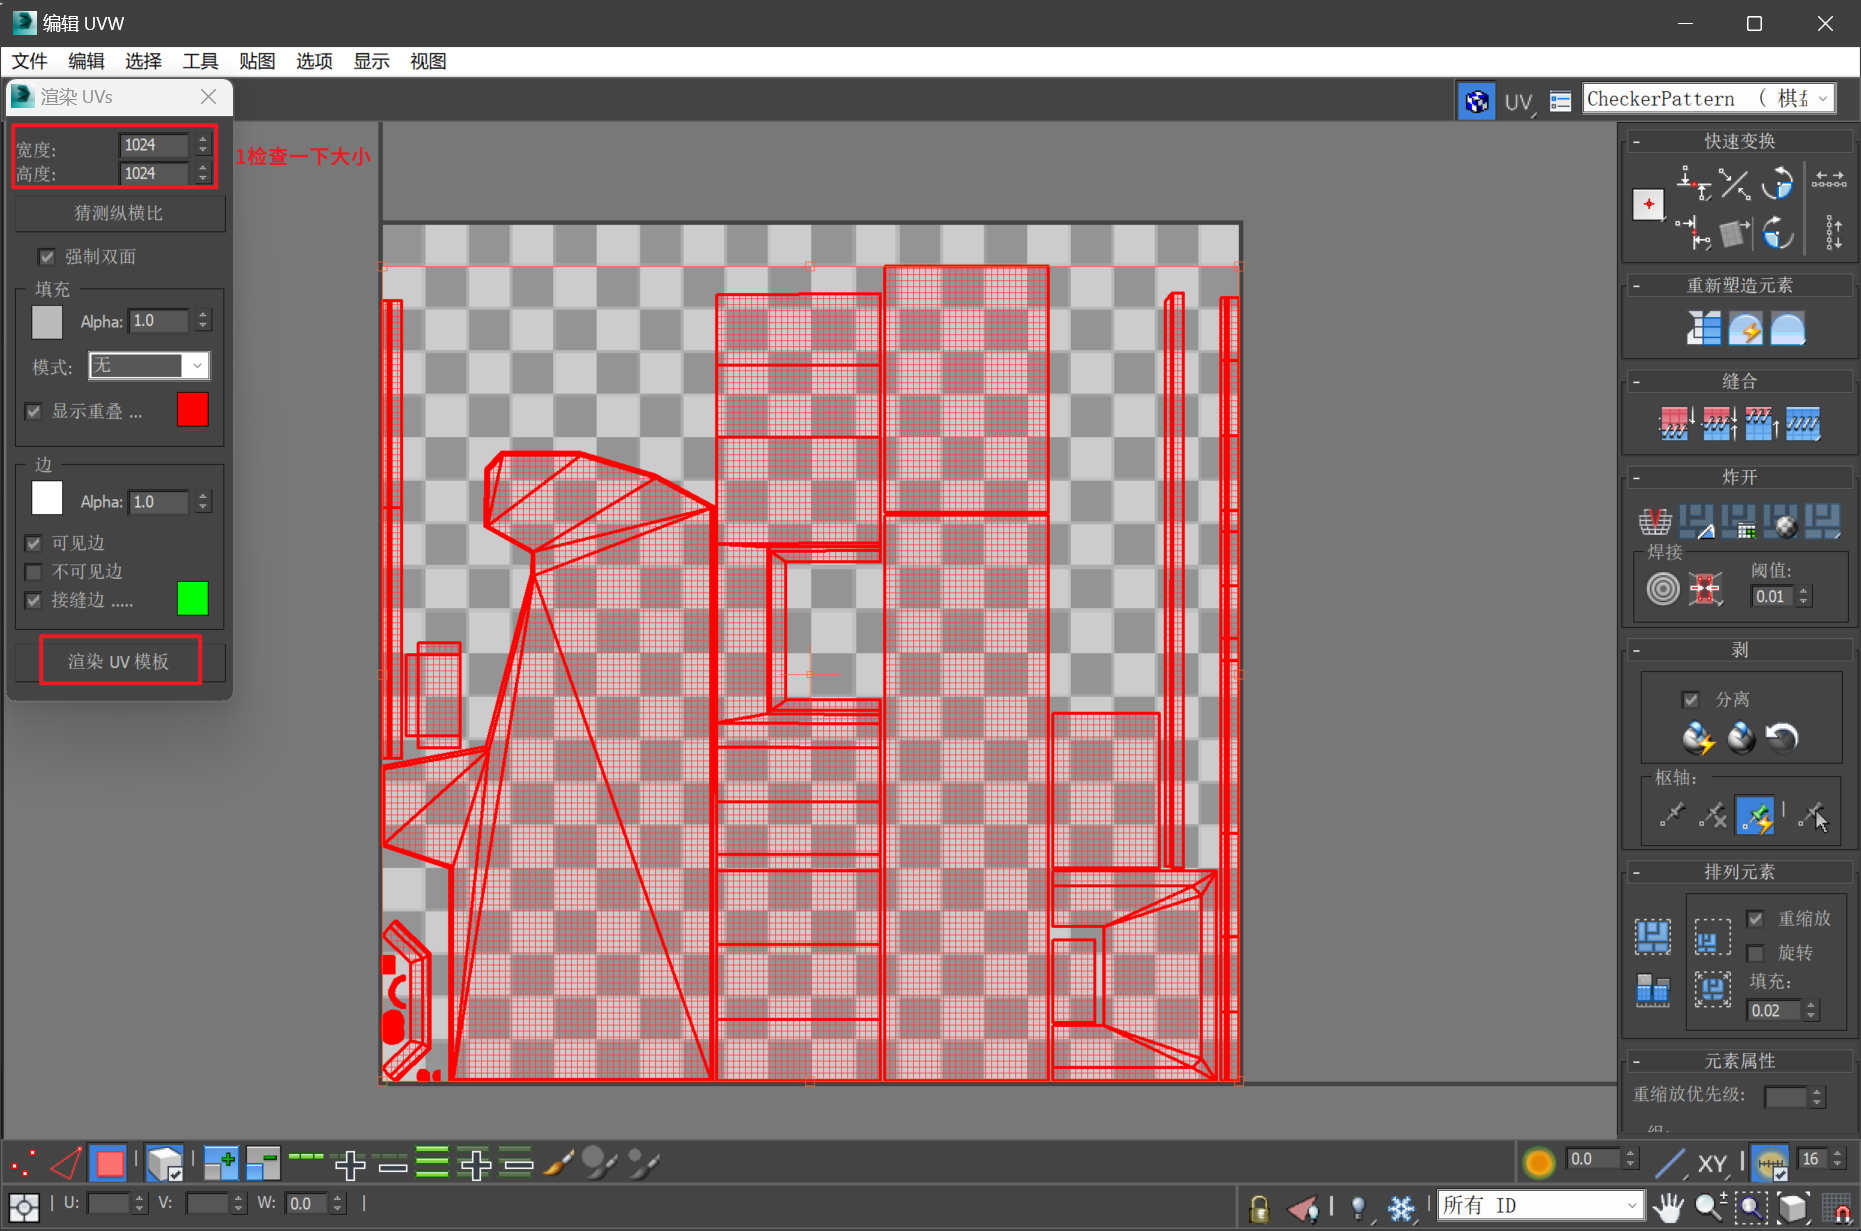 编辑 UVW
文件 编辑 选择 工具 贴图 选项 显示 视图
渲染 UVs
UV
CheckerPattern （ 棋
宽度: 1024
高度: 1024
1检查一下大小
猜测纵横比
强制双面
填充
Alpha: 1.0
模式: 无
显示重叠 ...
边
Alpha: 1.0
可见边
不可见边
接缝边 .....
渲染 UV 模板
快速变换
重新塑造元素
缝合
炸开
焊接
阈值:
0.01
剥
分离
枢轴:
排列元素
重缩放
旋转
填充:
0.02
元素属性
重缩放优先级:
0.0
XY
16
U: V: W: 0.0
所有 ID